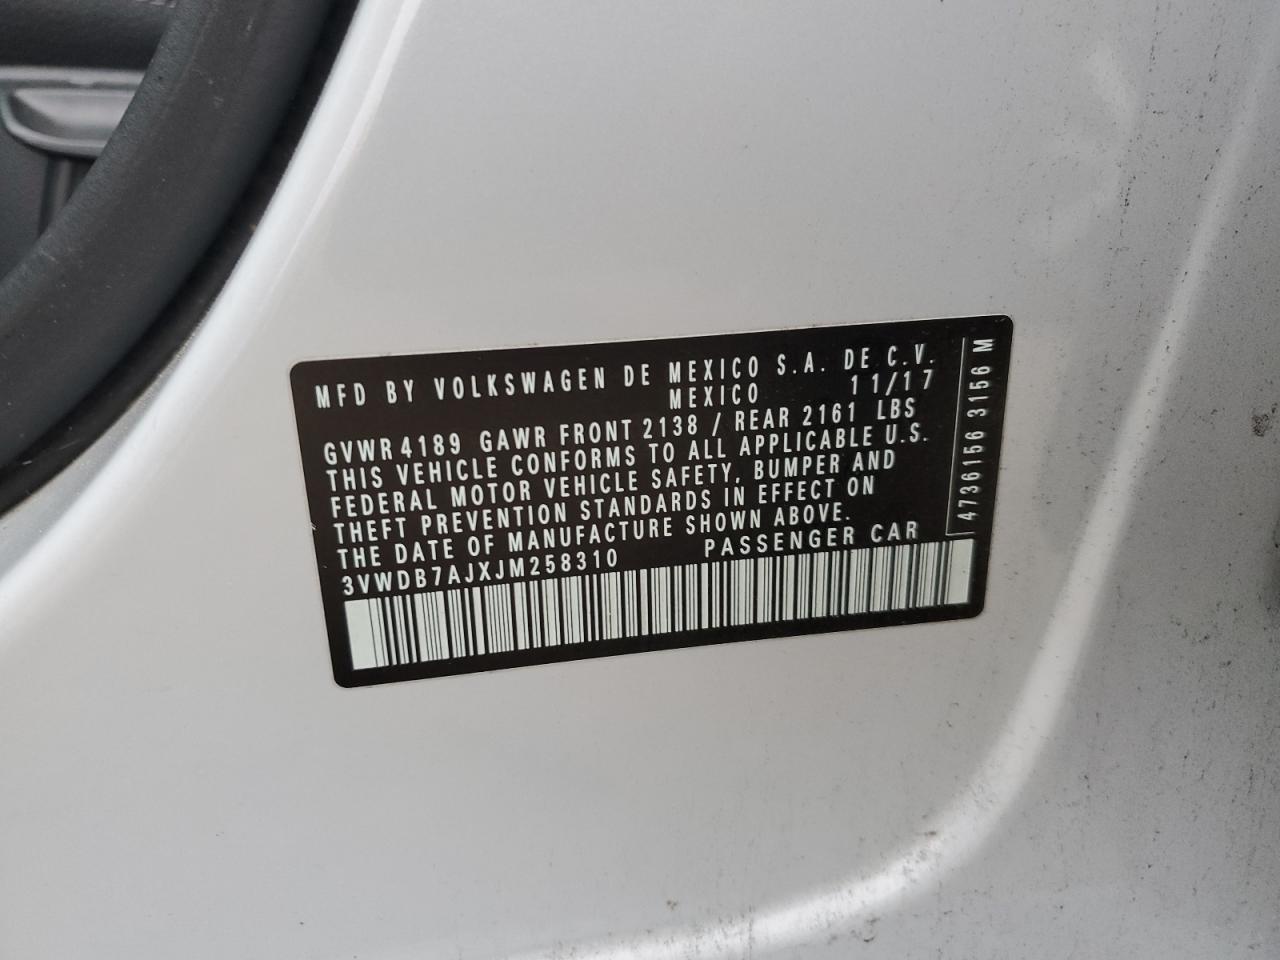 MFD BY VOLKSWAGEN DE MEXICO S.A. DE C.V.
MEXICO 11/17
GVWR 4189 GAWR FRONT 2138 / REAR 2161 LBS
THIS VEHICLE CONFORMS TO ALL APPLICABLE U.S.
FEDERAL MOTOR VEHICLE SAFETY, BUMPER AND
THEFT PREVENTION STANDARDS IN EFFECT ON
THE DATE OF MANUFACTURE SHOWN ABOVE.
3VWDB7AJXJM258310 PASSENGER CAR
4736156 3156 M